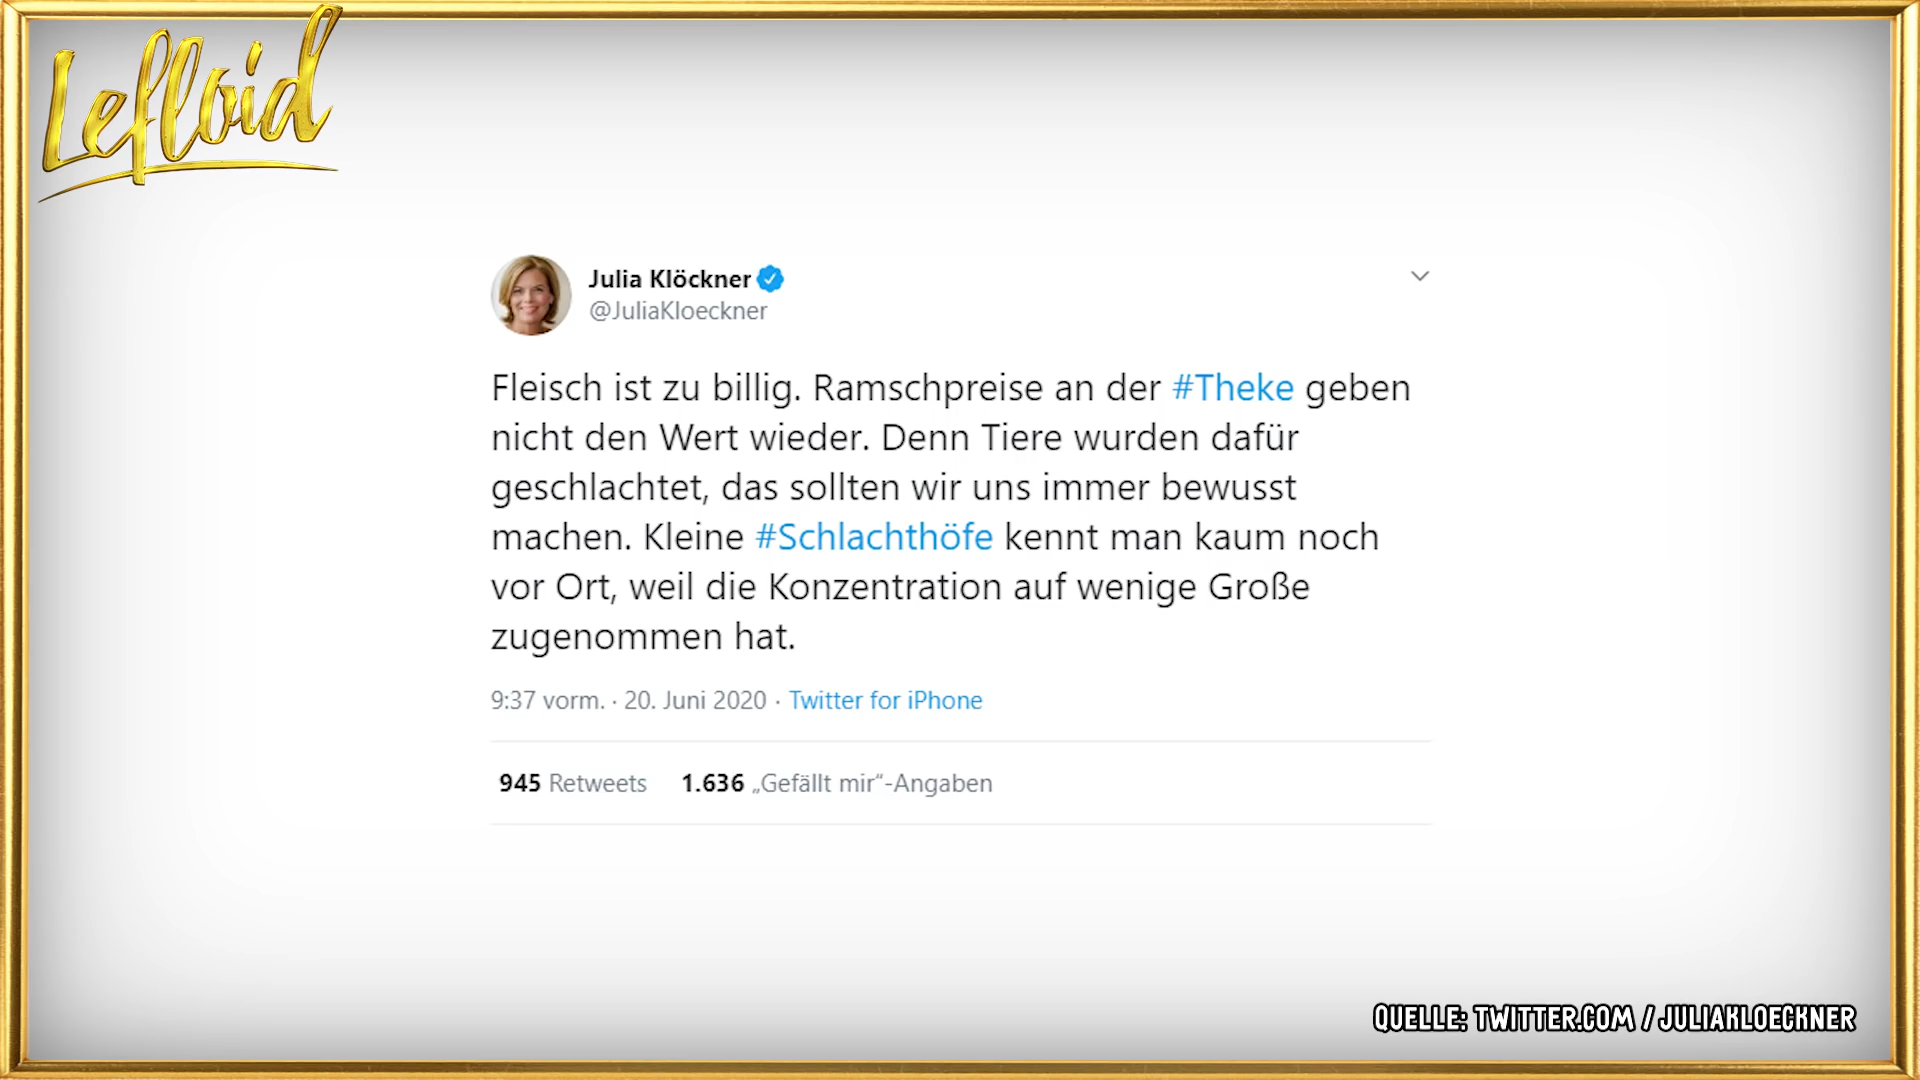 Lefloid
Julia Klöckner
@JuliaKloeckner
Fleisch ist zu billig. Ramschpreise an der #Theke geben
nicht den Wert wieder. Denn Tiere wurden dafür
geschlachtet, das sollten wir uns immer bewusst
machen. Kleine #Schlachthöfe kennt man kaum noch
vor Ort, weil die Konzentration auf wenige Große
zugenommen hat.
9:37 vorm. · 20. Juni 2020 · Twitter for iPhone
945 Retweets 1.636 „Gefällt mir“-Angaben
QUELLE: TWITTER.COM / JULIAKLOECKNER